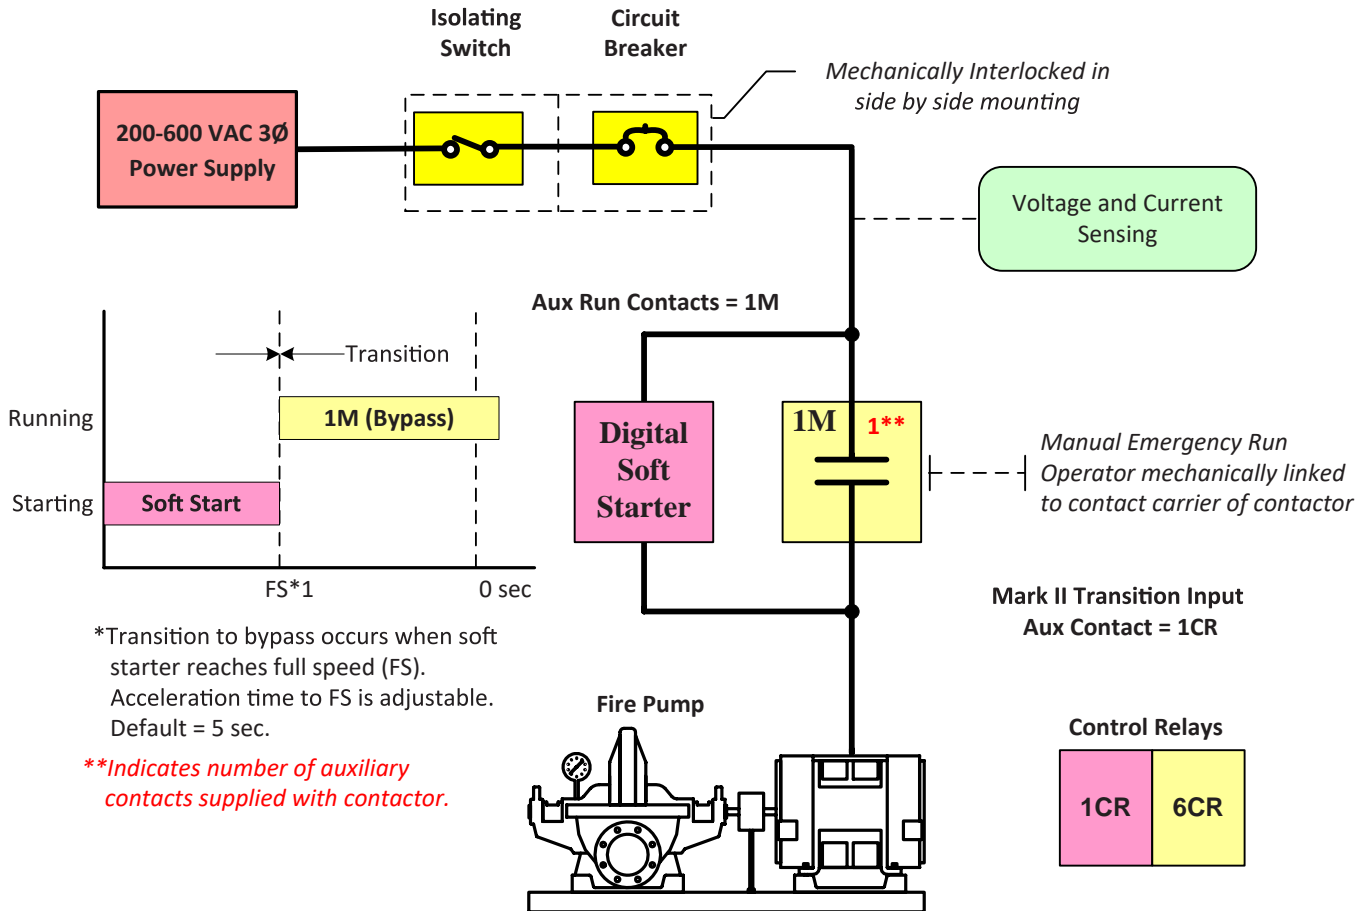 Isolating
Switch
Circuit
Breaker
Mechanically Interlocked in
side by side mounting
200-600 VAC 3Ø
Power Supply
Voltage and Current
Sensing
Aux Run Contacts = 1M
Transition
Running
1M (Bypass)
Starting
Soft Start
FS*1
0 sec
Digital
Soft
Starter
1M
1**
Manual Emergency Run
Operator mechanically linked
to contact carrier of contactor
Mark II Transition Input
Aux Contact = 1CR
*Transition to bypass occurs when soft
starter reaches full speed (FS).
Acceleration time to FS is adjustable.
Default = 5 sec.
**Indicates number of auxiliary
contacts supplied with contactor.
Fire Pump
Control Relays
1CR
6CR